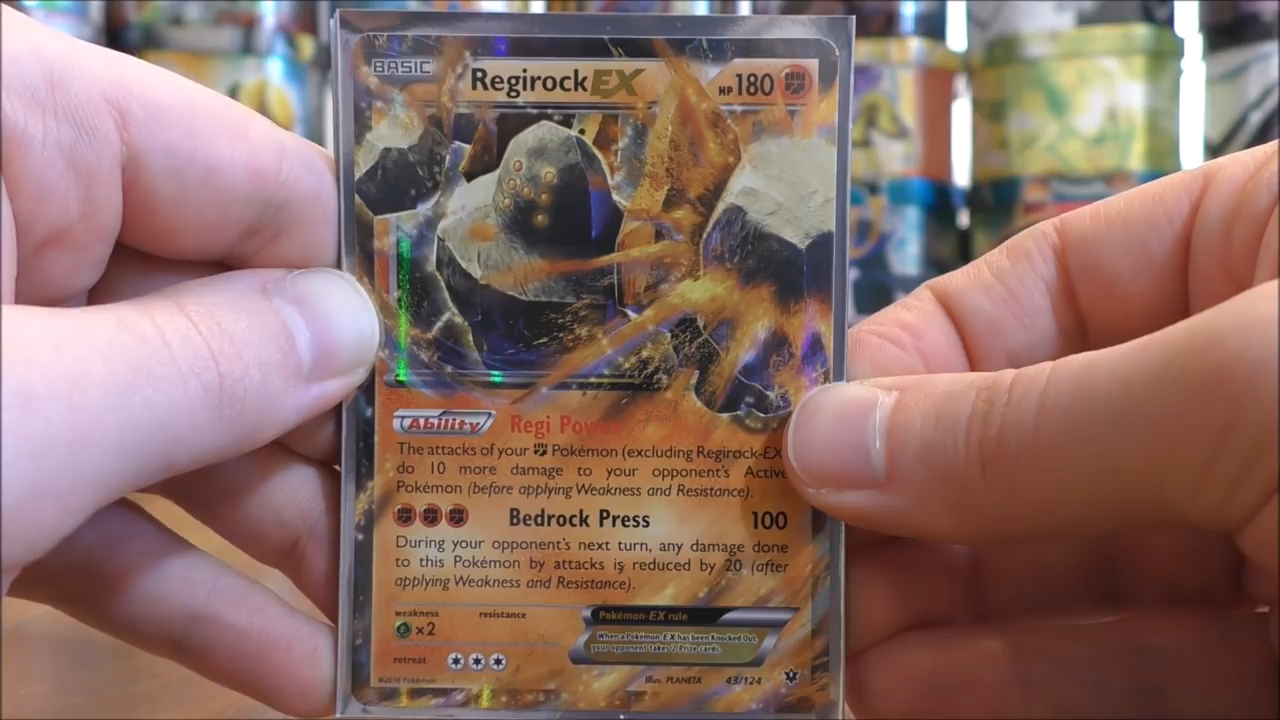 BASIC
RegirockEX
HP180
Ability Regi Power
The attacks of your Pokémon (excluding Regirock-EX
do 10 more damage to your opponent's Active
Pokémon (before applying Weakness and Resistance).
Bedrock Press 100
During your opponent's next turn, any damage done
to this Pokémon by attacks is reduced by 20 (after
applying Weakness and Resistance).
weakness resistance
×2
Pokémon-EX rule
When a Pokémon-EX has been Knocked Out,
your opponent takes 2 Prize cards.
retreat
©2016 Pokémon
Illus. PLANETA 43/124